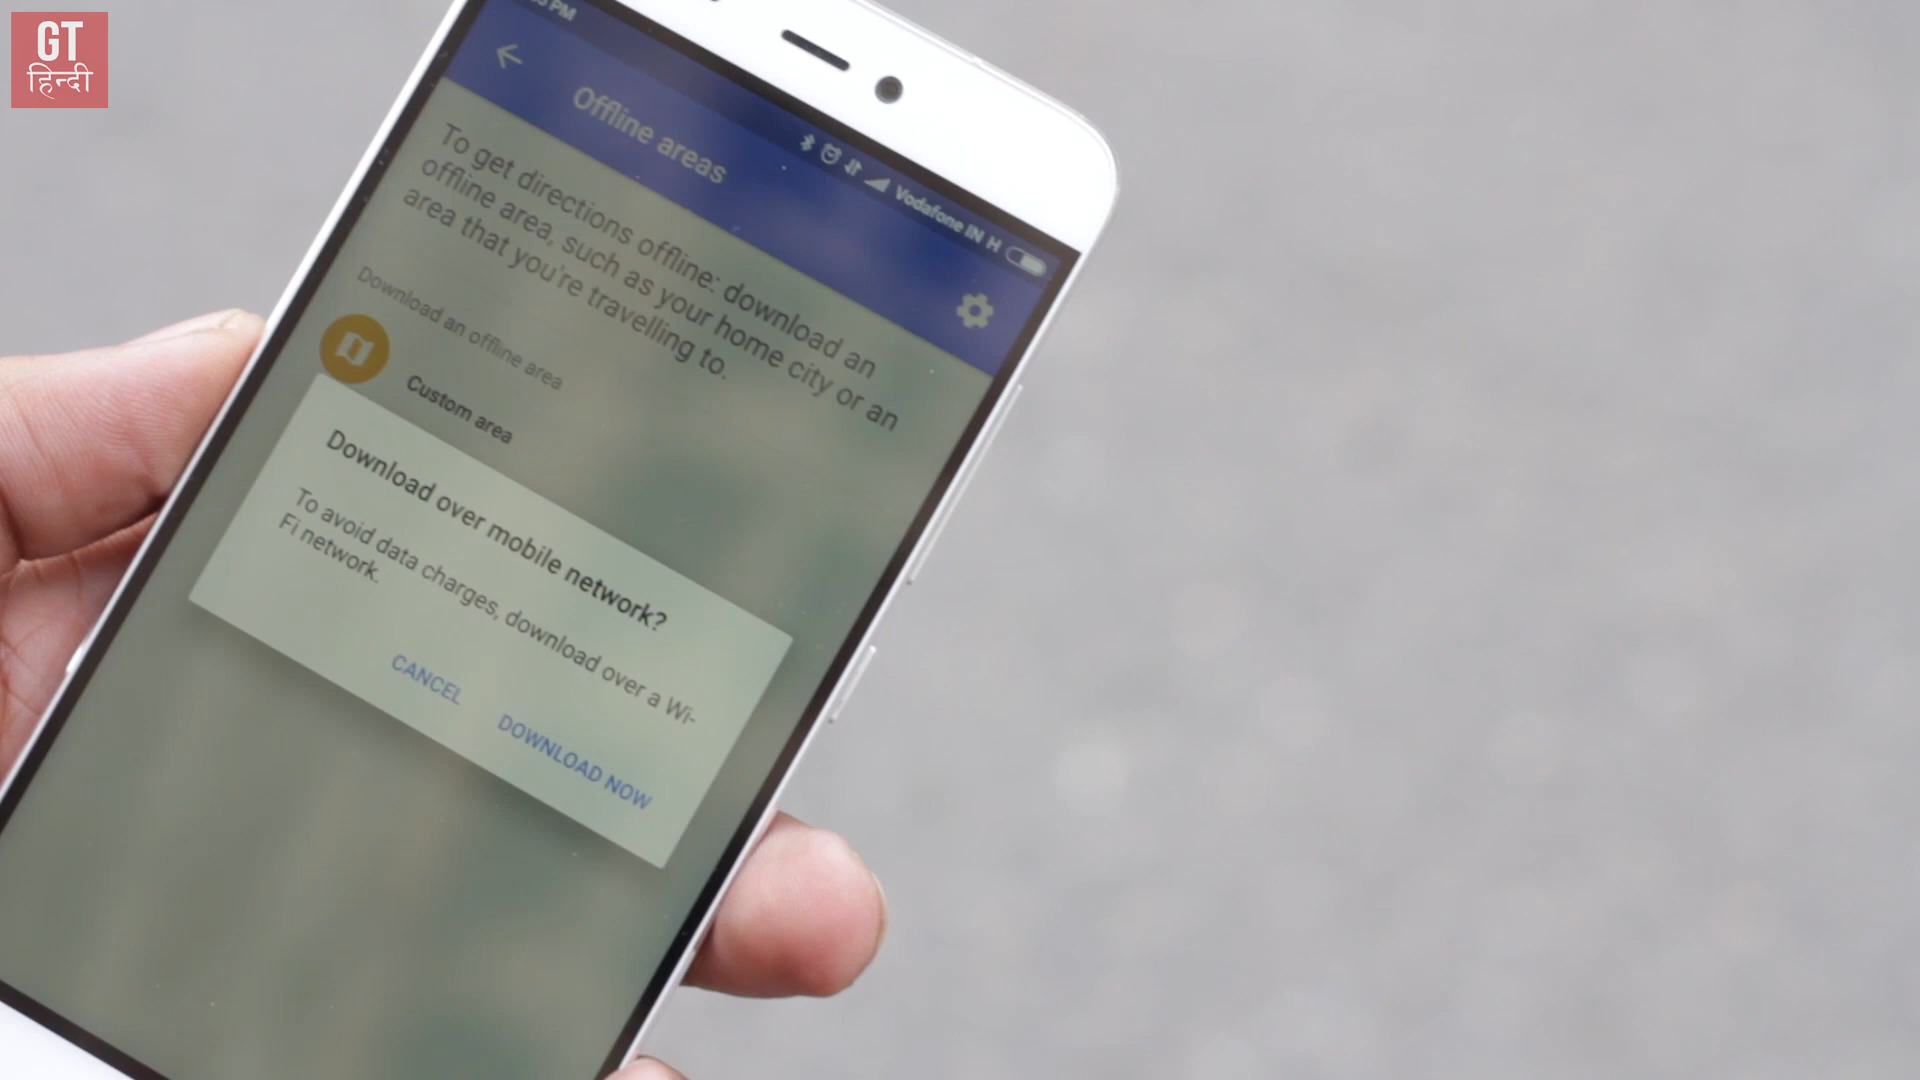 GT
हिन्दी
PM
Vodafone IN H
Offline areas
To get directions offline: download an
offline area, such as your home city or an
area that you're travelling to.
Download an offline area
Custom area
Download over mobile network?
To avoid data charges, download over a Wi-
Fi network.
CANCEL
DOWNLOAD NOW